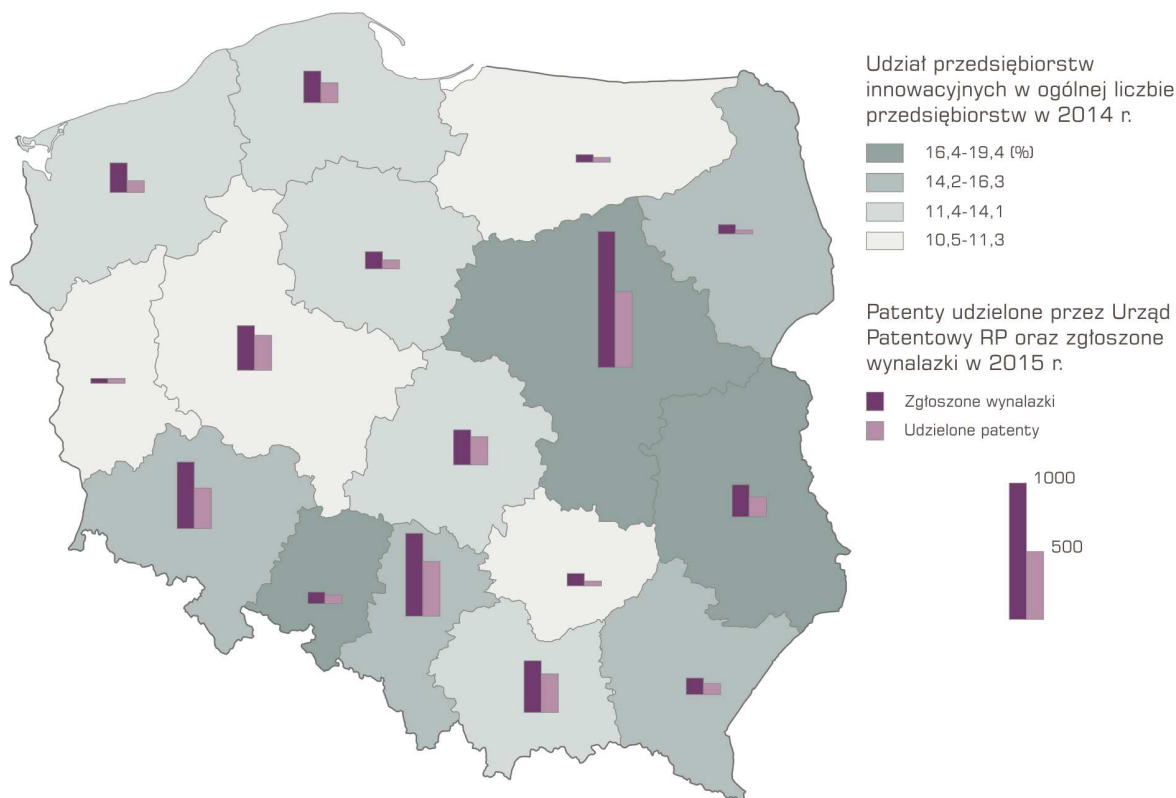 Udział przedsiębiorstw
innowacyjnych w ogólnej liczbie
przedsiębiorstw w 2014 r.
16,4-19,4 (%)
14,2-16,3
11,4-14,1
10,5-11,3
Patenty udzielone przez Urząd
Patentowy RP oraz zgłoszone
wynalazki w 2015 r.
Zgłoszone wynalazki
Udzielone patenty
1000
500